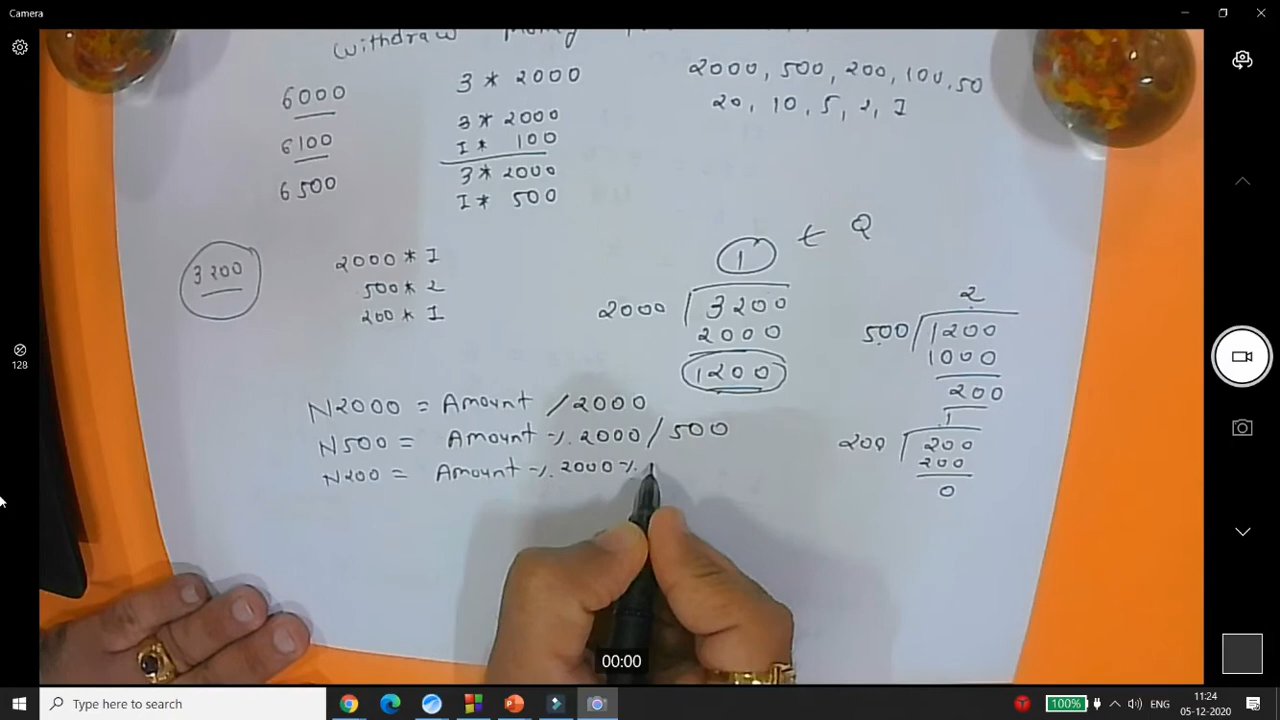 Camera
withdraw money
6000
3 * 2000
2000, 500, 200, 100, 50
20, 10, 5, 2, 1
6100
3 * 2000
1 * 100
6500
3 * 2000
1 * 500
3200
2000 * 1
500 * 2
200 * 1
1 ← Q
2000 3200
2000
1200
2
500 1200
1000
200
1
200 200
200
0
N2000 = Amount / 2000
N500 = Amount %. 2000 / 500
N200 = Amount %. 2000 %.
128
00:00
Type here to search
100%
ENG
11:24
05-12-2020